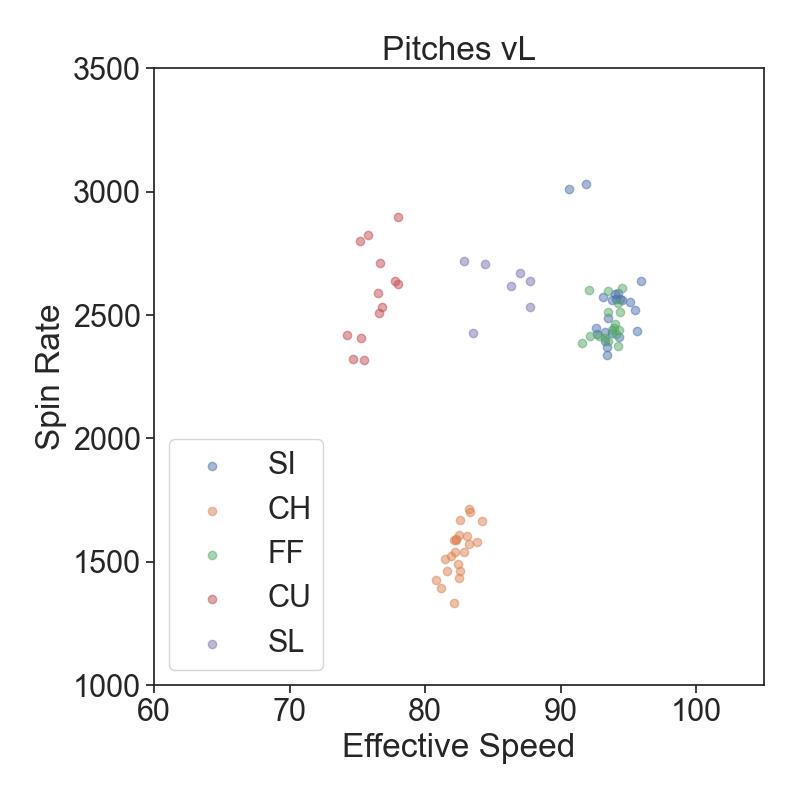 Pitches vL
3500
3000
2500
2000
1500
1000
Spin Rate
SI
CH
FF
CU
SL
60 70 80 90 100
Effective Speed